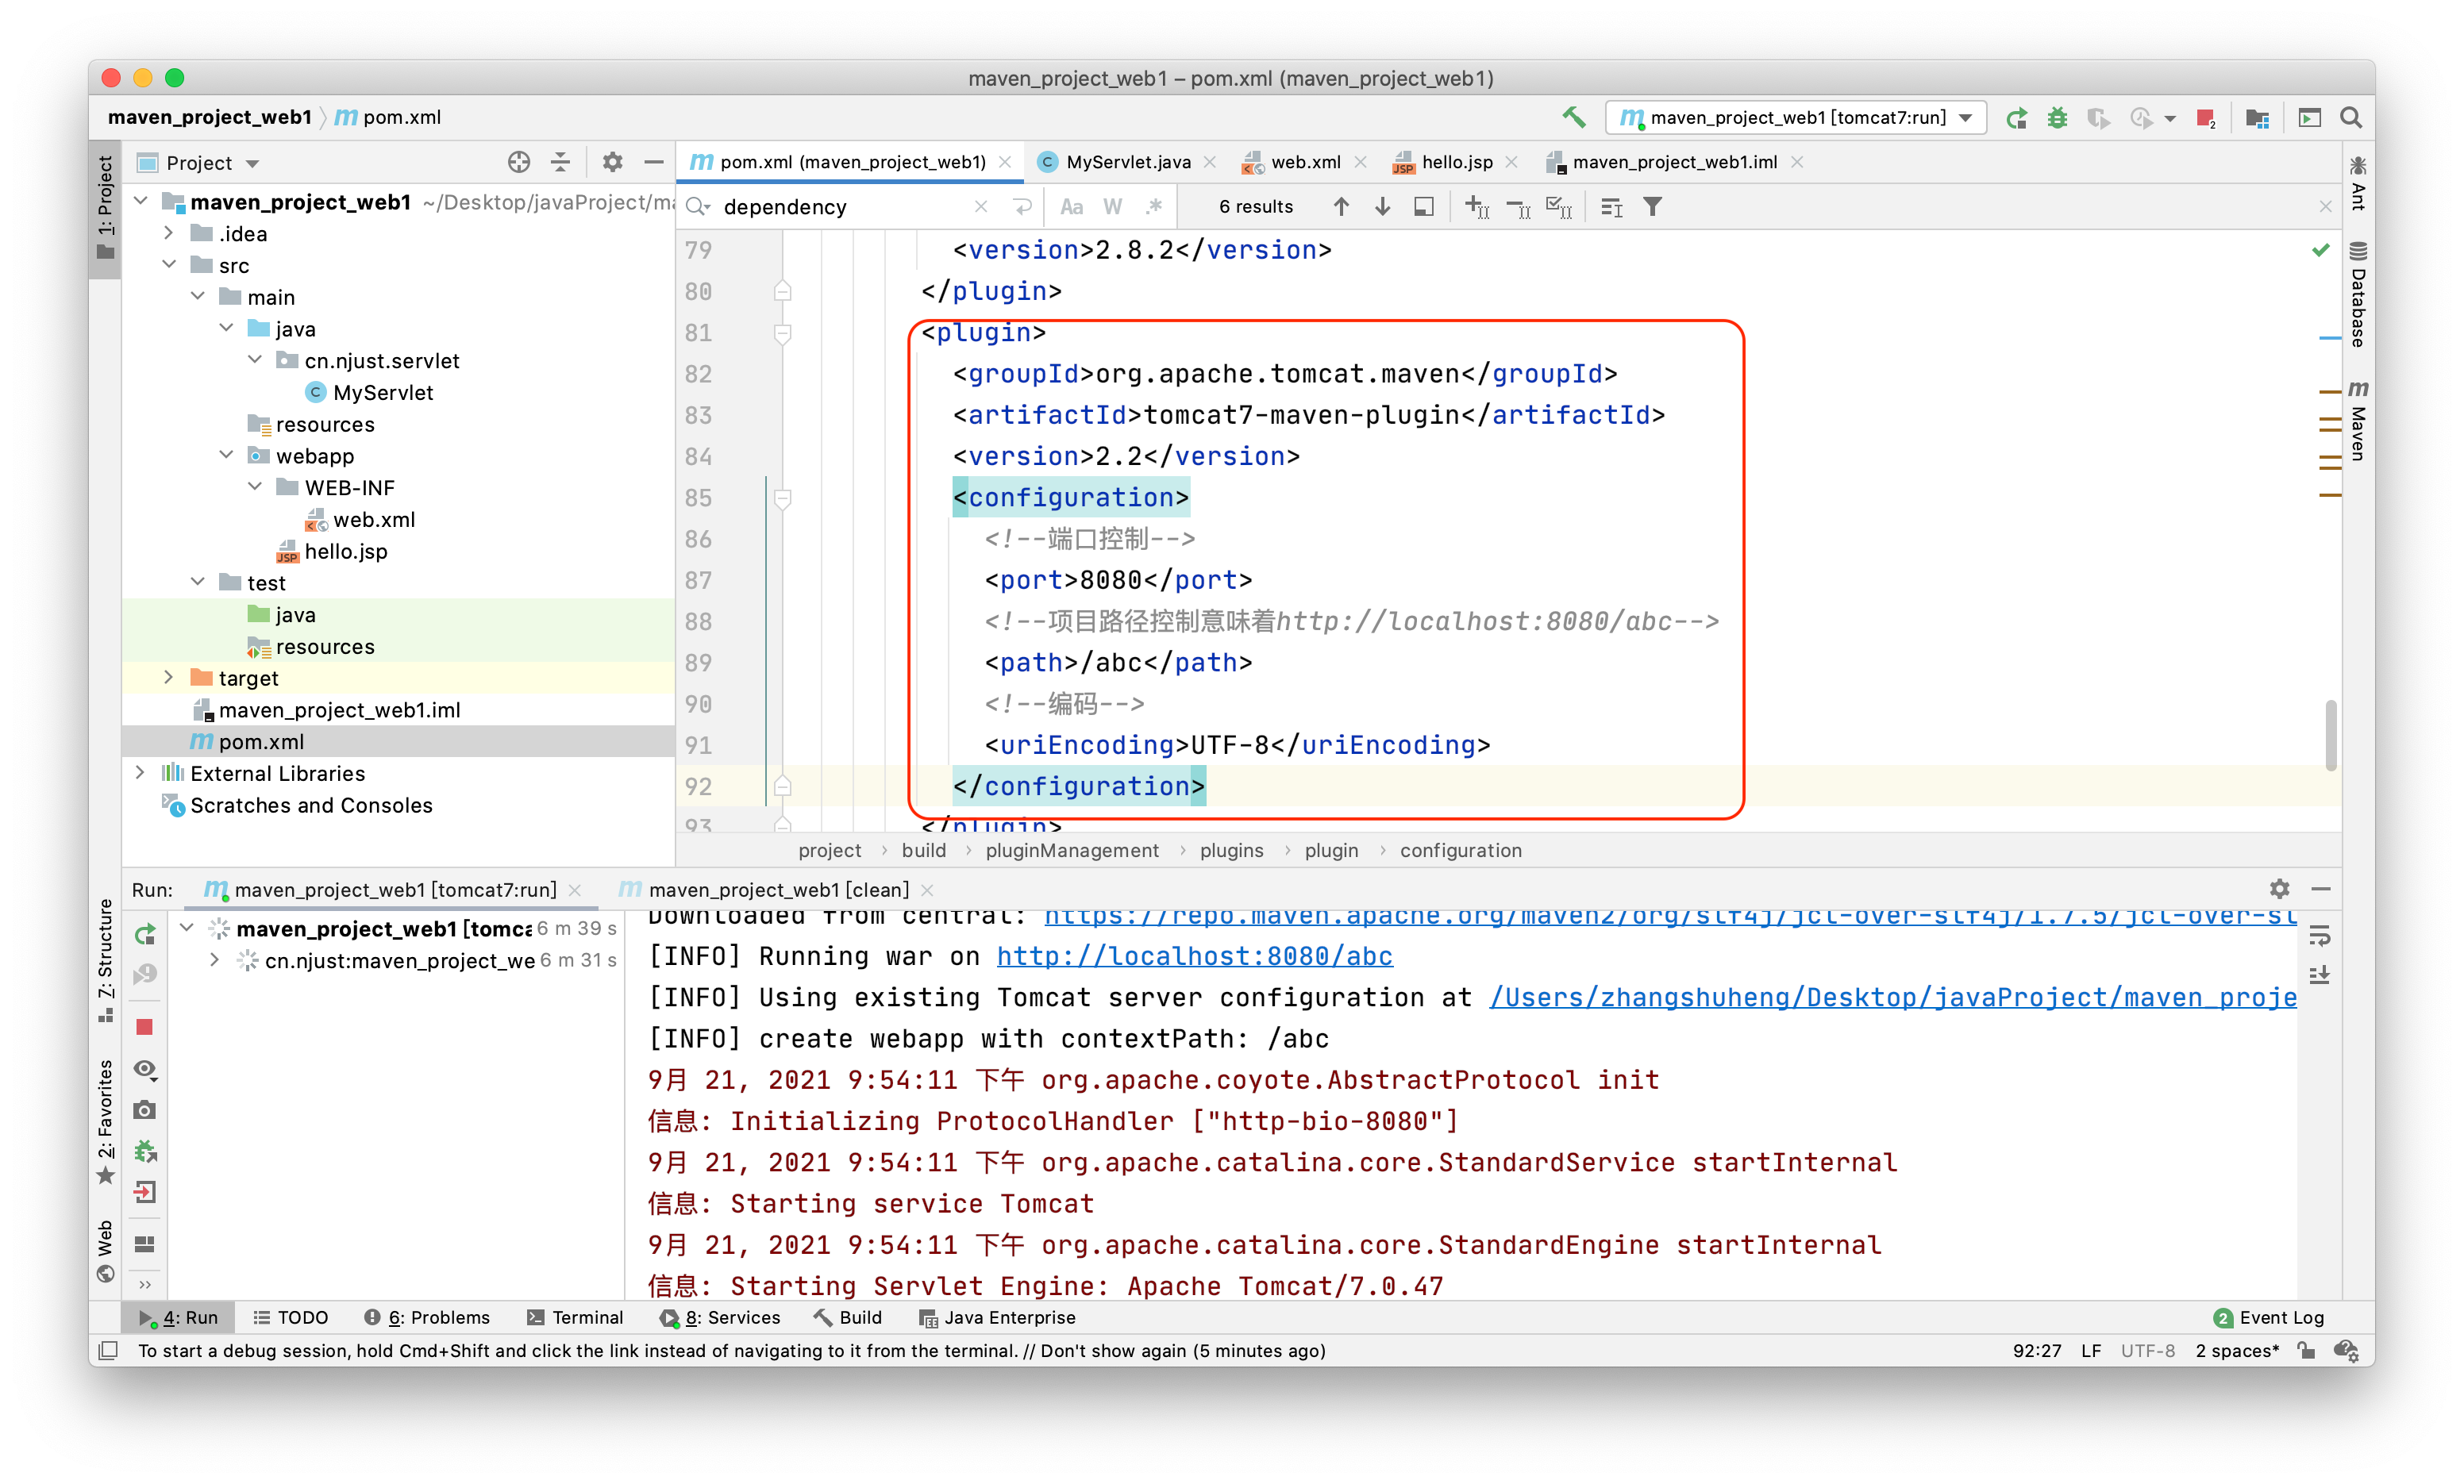 maven_project_web1 – pom.xml (maven_project_web1)
maven_project_web1 pom.xml
maven_project_web1 [tomcat7:run]
2
1: Project
Project
pom.xml (maven_project_web1)
MyServlet.java
web.xml
hello.jsp
maven_project_web1.iml
dependency
Aa W .*
6 results
maven_project_web1 ~/Desktop/javaProject/ma
.idea
src
main
java
cn.njust.servlet
MyServlet
resources
webapp
WEB-INF
web.xml
hello.jsp
test
java
resources
target
maven_project_web1.iml
pom.xml
External Libraries
Scratches and Consoles
79 <version>2.8.2</version>
80 </plugin>
81 <plugin>
82 <groupId>org.apache.tomcat.maven</groupId>
83 <artifactId>tomcat7-maven-plugin</artifactId>
84 <version>2.2</version>
85 <configuration>
86 <!--端口控制-->
87 <port>8080</port>
88 <!--项目路径控制意味着http://localhost:8080/abc-->
89 <path>/abc</path>
90 <!--编码-->
91 <uriEncoding>UTF-8</uriEncoding>
92 </configuration>
93 </plugin>
project › build › pluginManagement › plugins › plugin › configuration
Ant
Database
Maven
Run:
maven_project_web1 [tomcat7:run]
maven_project_web1 [clean]
maven_project_web1 [tomca 6 m 39 s
cn.njust:maven_project_we 6 m 31 s
Downloaded from central: https://repo.maven.apache.org/maven2/org/slf4j/jcl-over-slf4j/1.7.5/jcl-over-sl
[INFO] Running war on http://localhost:8080/abc
[INFO] Using existing Tomcat server configuration at /Users/zhangshuheng/Desktop/javaProject/maven_proje
[INFO] create webapp with contextPath: /abc
9月 21, 2021 9:54:11 下午 org.apache.coyote.AbstractProtocol init
信息: Initializing ProtocolHandler ["http-bio-8080"]
9月 21, 2021 9:54:11 下午 org.apache.catalina.core.StandardService startInternal
信息: Starting service Tomcat
9月 21, 2021 9:54:11 下午 org.apache.catalina.core.StandardEngine startInternal
信息: Starting Servlet Engine: Apache Tomcat/7.0.47
7: Structure
2: Favorites
Web
4: Run
TODO
6: Problems
Terminal
8: Services
Build
Java Enterprise
2 Event Log
To start a debug session, hold Cmd+Shift and click the link instead of navigating to it from the terminal. // Don't show again (5 minutes ago)
92:27 LF UTF-8 2 spaces*